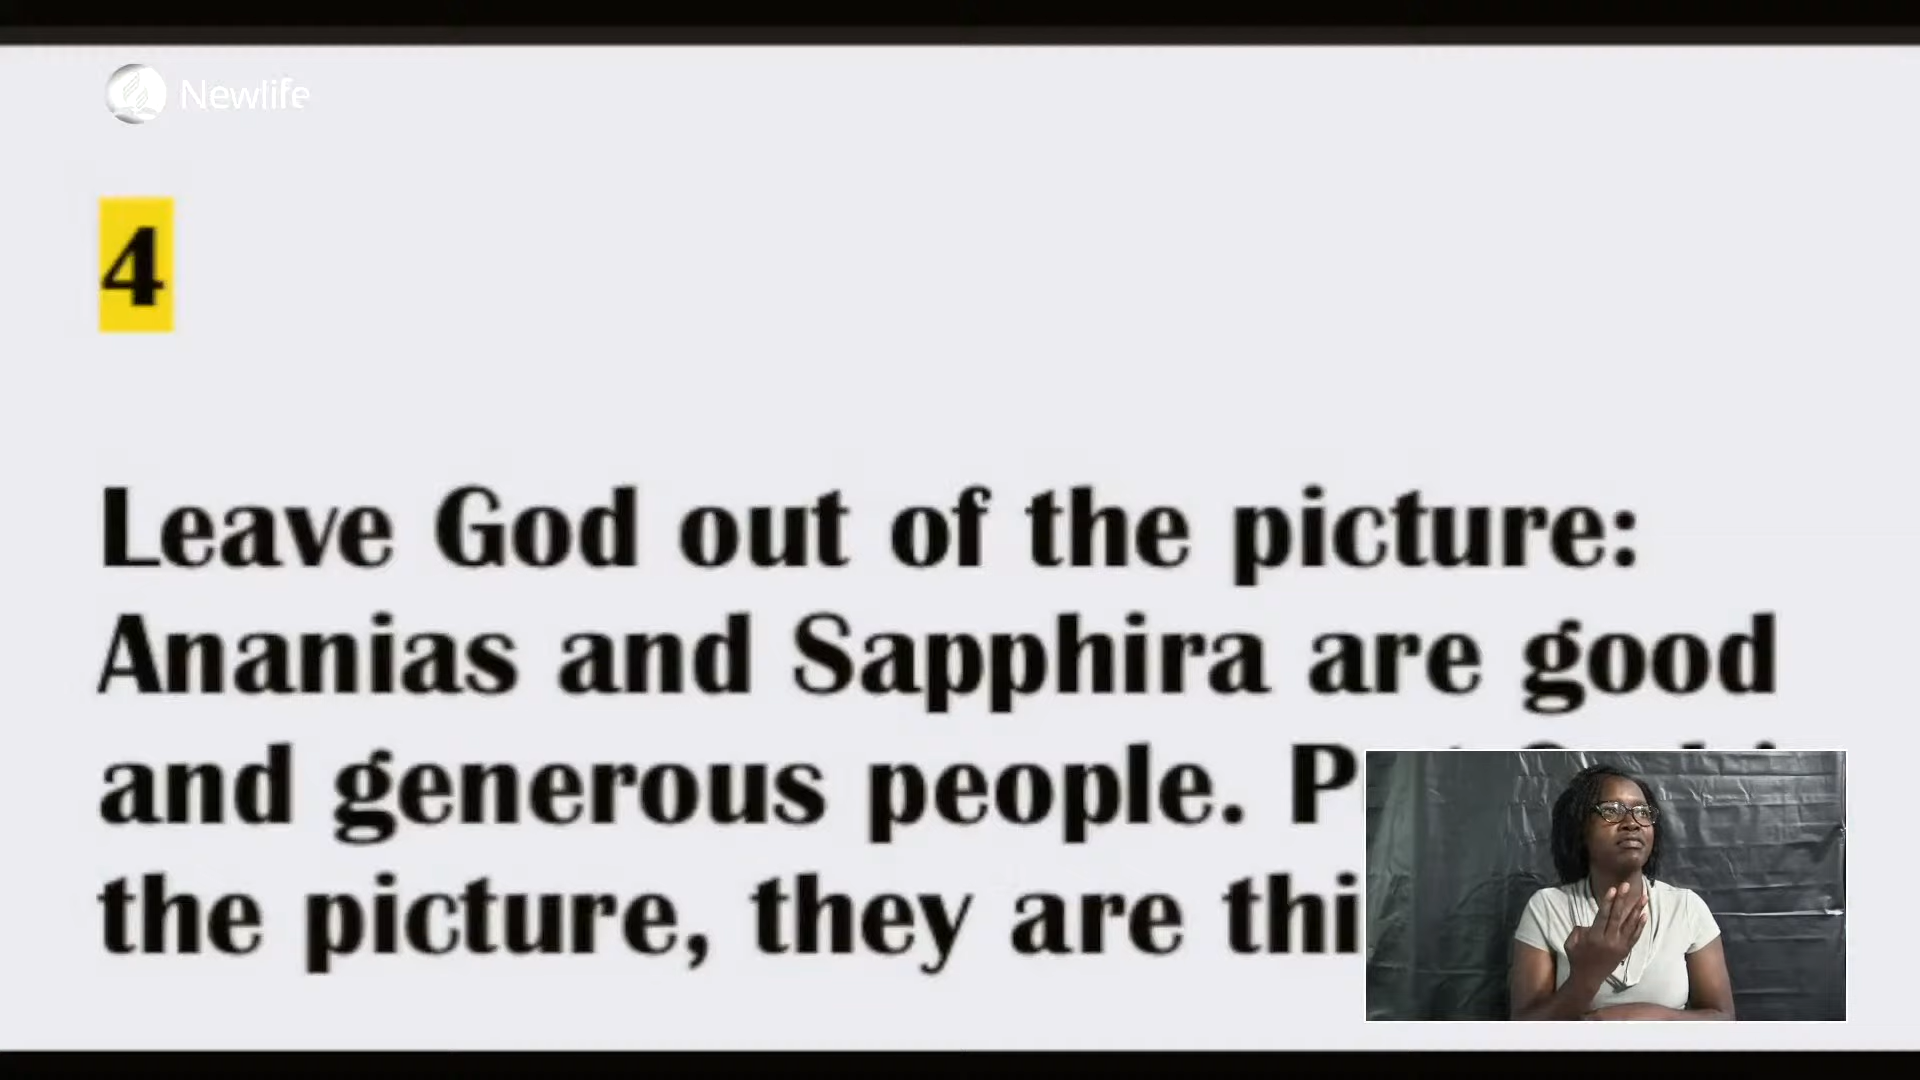 Newlife
4
Leave God out of the picture:
Ananias and Sapphira are good
and generous people.
the picture, they are